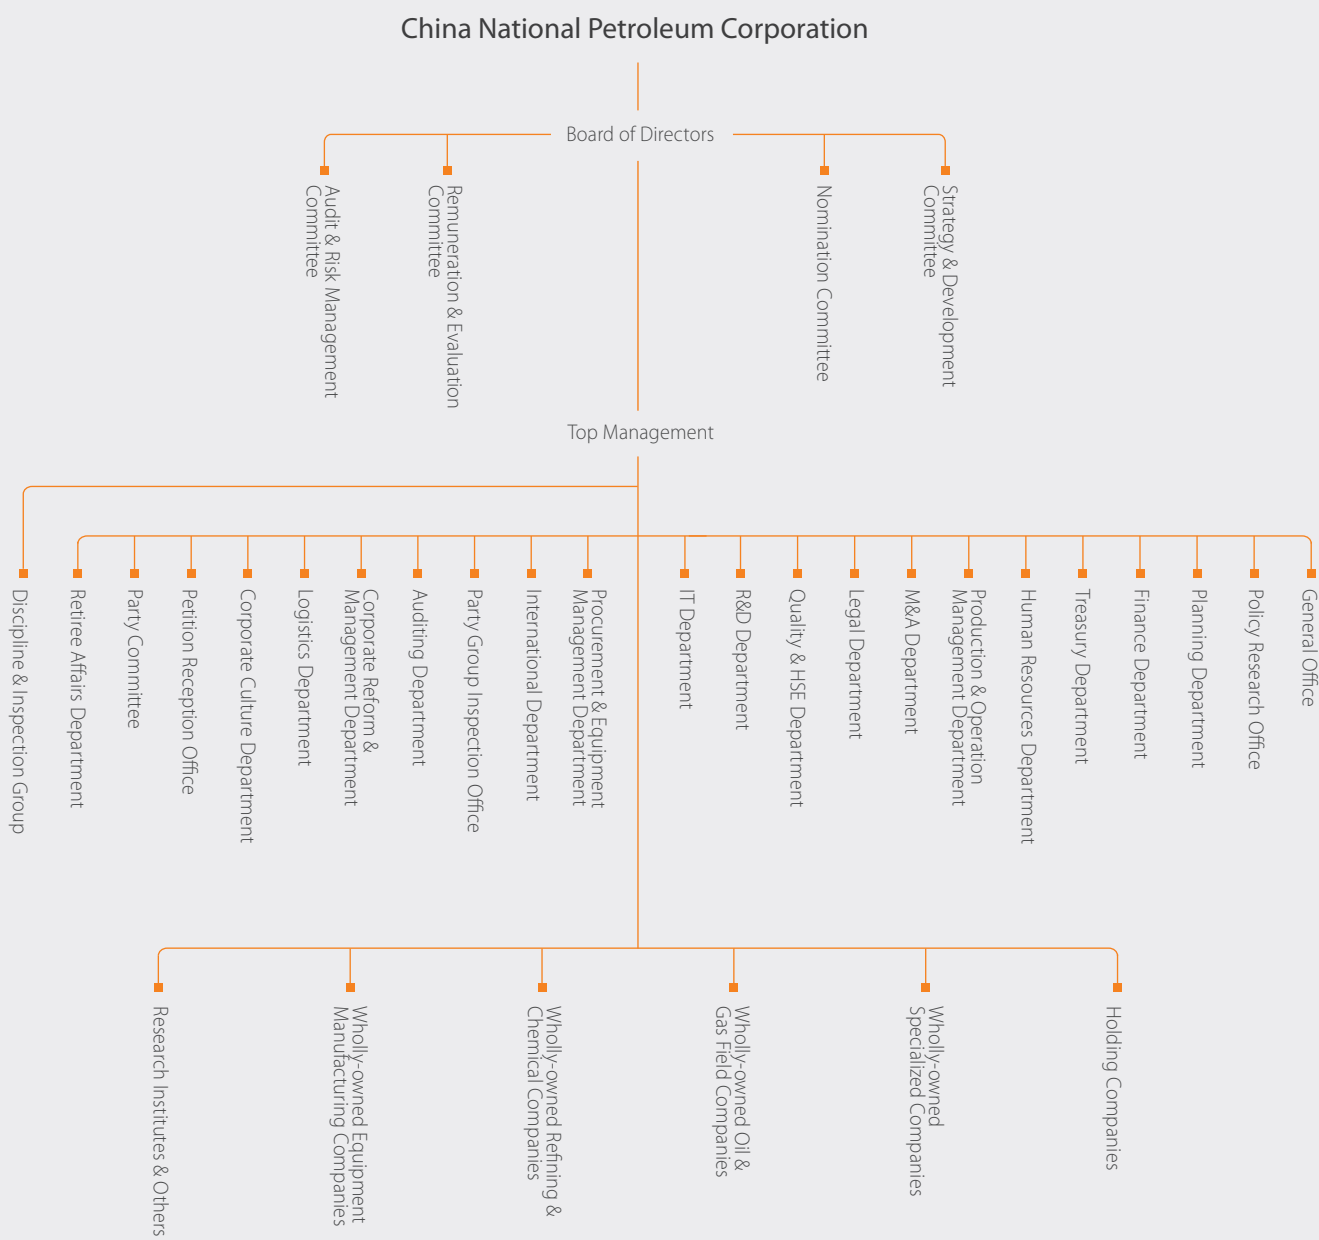 China National Petroleum Corporation
Board of Directors
Audit & Risk Management
Committee
Remuneration & Evaluation
Committee
Nomination Committee
Strategy & Development
Committee
Top Management
Discipline & Inspection Group
Retiree Affairs Department
Party Committee
Petition Reception Office
Corporate Culture Department
Logistics Department
Corporate Reform &
Management Department
Auditing Department
Party Group Inspection Office
International Department
Procurement & Equipment
Management Department
IT Department
R&D Department
Quality & HSE Department
Legal Department
M&A Department
Production & Operation
Management Department
Human Resources Department
Treasury Department
Finance Department
Planning Department
Policy Research Office
General Office
Research Institutes & Others
Wholly-owned Equipment
Manufacturing Companies
Wholly-owned Refining &
Chemical Companies
Wholly-owned Oil &
Gas Field Companies
Wholly-owned
Specialized Companies
Holding Companies